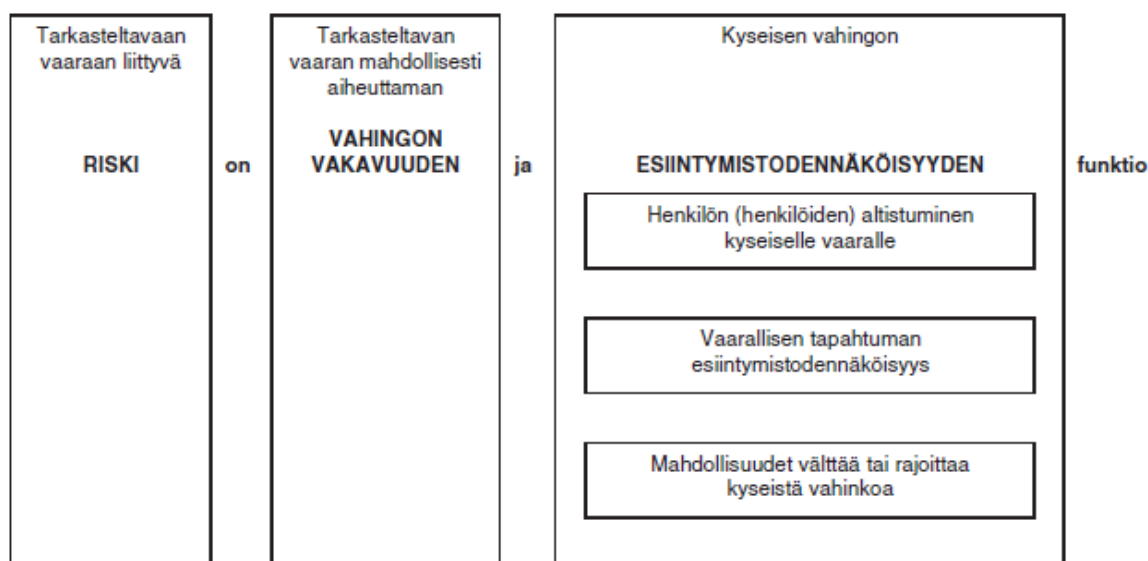 Tarkasteltavaan
vaaraan liittyvä
RISKI
on
Tarkasteltavan
vaaran mahdollisesti
aiheuttaman
VAHINGON
VAKAVUUDEN
ja
Kyseisen vahingon
ESIINTYMISTODENNÄKÖISYYDEN
Henkilön (henkilöiden) altistuminen
kyseiselle vaaralle
Vaarallisen tapahtuman
esiintymistodennäköisyys
Mahdollisuudet välttää tai rajoittaa
kyseistä vahinkoa
funktio